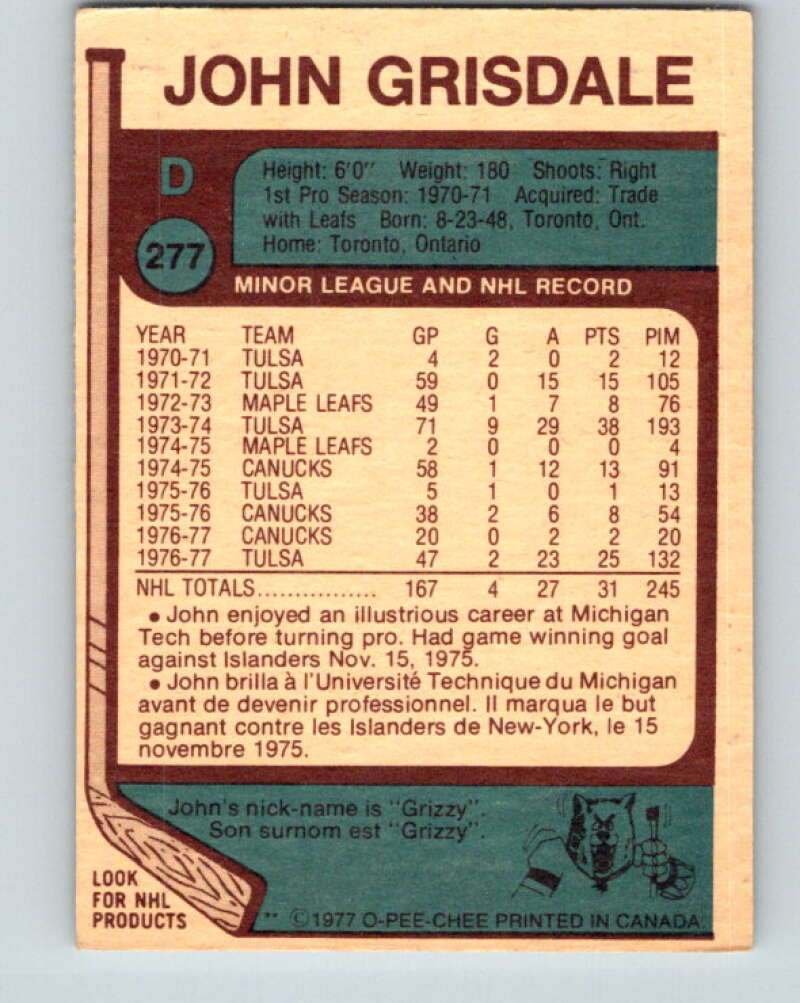 JOHN GRISDALE
D
277
Height: 6'0" Weight: 180 Shoots: Right
1st Pro Season: 1970-71 Acquired: Trade
with Leafs Born: 8-23-48, Toronto, Ont.
Home: Toronto, Ontario
MINOR LEAGUE AND NHL RECORD
YEAR TEAM GP G A PTS PIM
1970-71 TULSA 4 2 0 2 12
1971-72 TULSA 59 0 15 15 105
1972-73 MAPLE LEAFS 49 1 7 8 76
1973-74 TULSA 71 9 29 38 193
1974-75 MAPLE LEAFS 2 0 0 0 4
1974-75 CANUCKS 58 1 12 13 91
1975-76 TULSA 5 1 0 1 13
1975-76 CANUCKS 38 2 6 8 54
1976-77 CANUCKS 20 0 2 2 20
1976-77 TULSA 47 2 23 25 132
NHL TOTALS................ 167 4 27 31 245
• John enjoyed an illustrious career at Michigan
Tech before turning pro. Had game winning goal
against Islanders Nov. 15, 1975.
• John brilla à l'Université Technique du Michigan
avant de devenir professionnel. Il marqua le but
gagnant contre les Islanders de New-York, le 15
novembre 1975.
John's nick-name is "Grizzy".
Son surnom est "Grizzy".
LOOK
FOR NHL
PRODUCTS
** ©1977 O-PEE-CHEE PRINTED IN CANADA